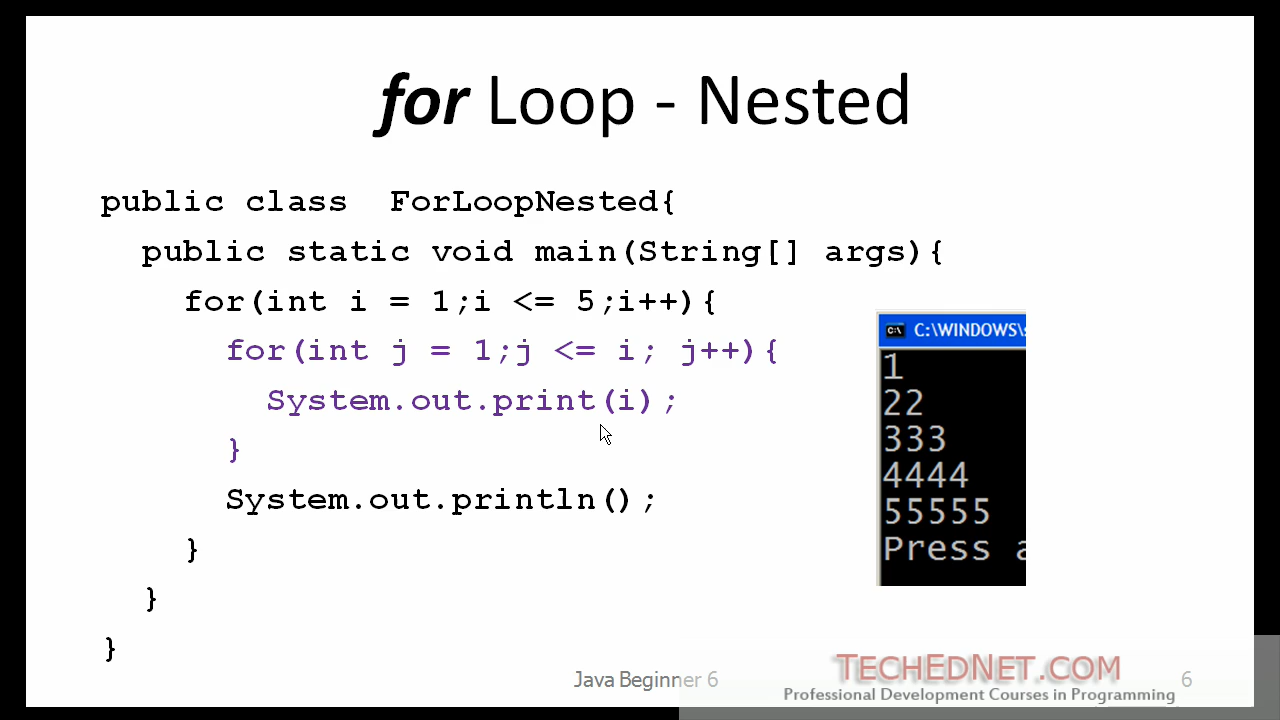 for Loop - Nested
public class  ForLoopNested{
public static void main(String[] args){
for(int i = 1;i <= 5;i++){
for(int j = 1;j <= i; j++){
System.out.print(i);
}
System.out.println();
}
}
}
C:\WINDOWS\
1
22
333
4444
55555
Press a
Java Beginner 6
TECHEDNET.COM
Professional Development Courses in Programming
6